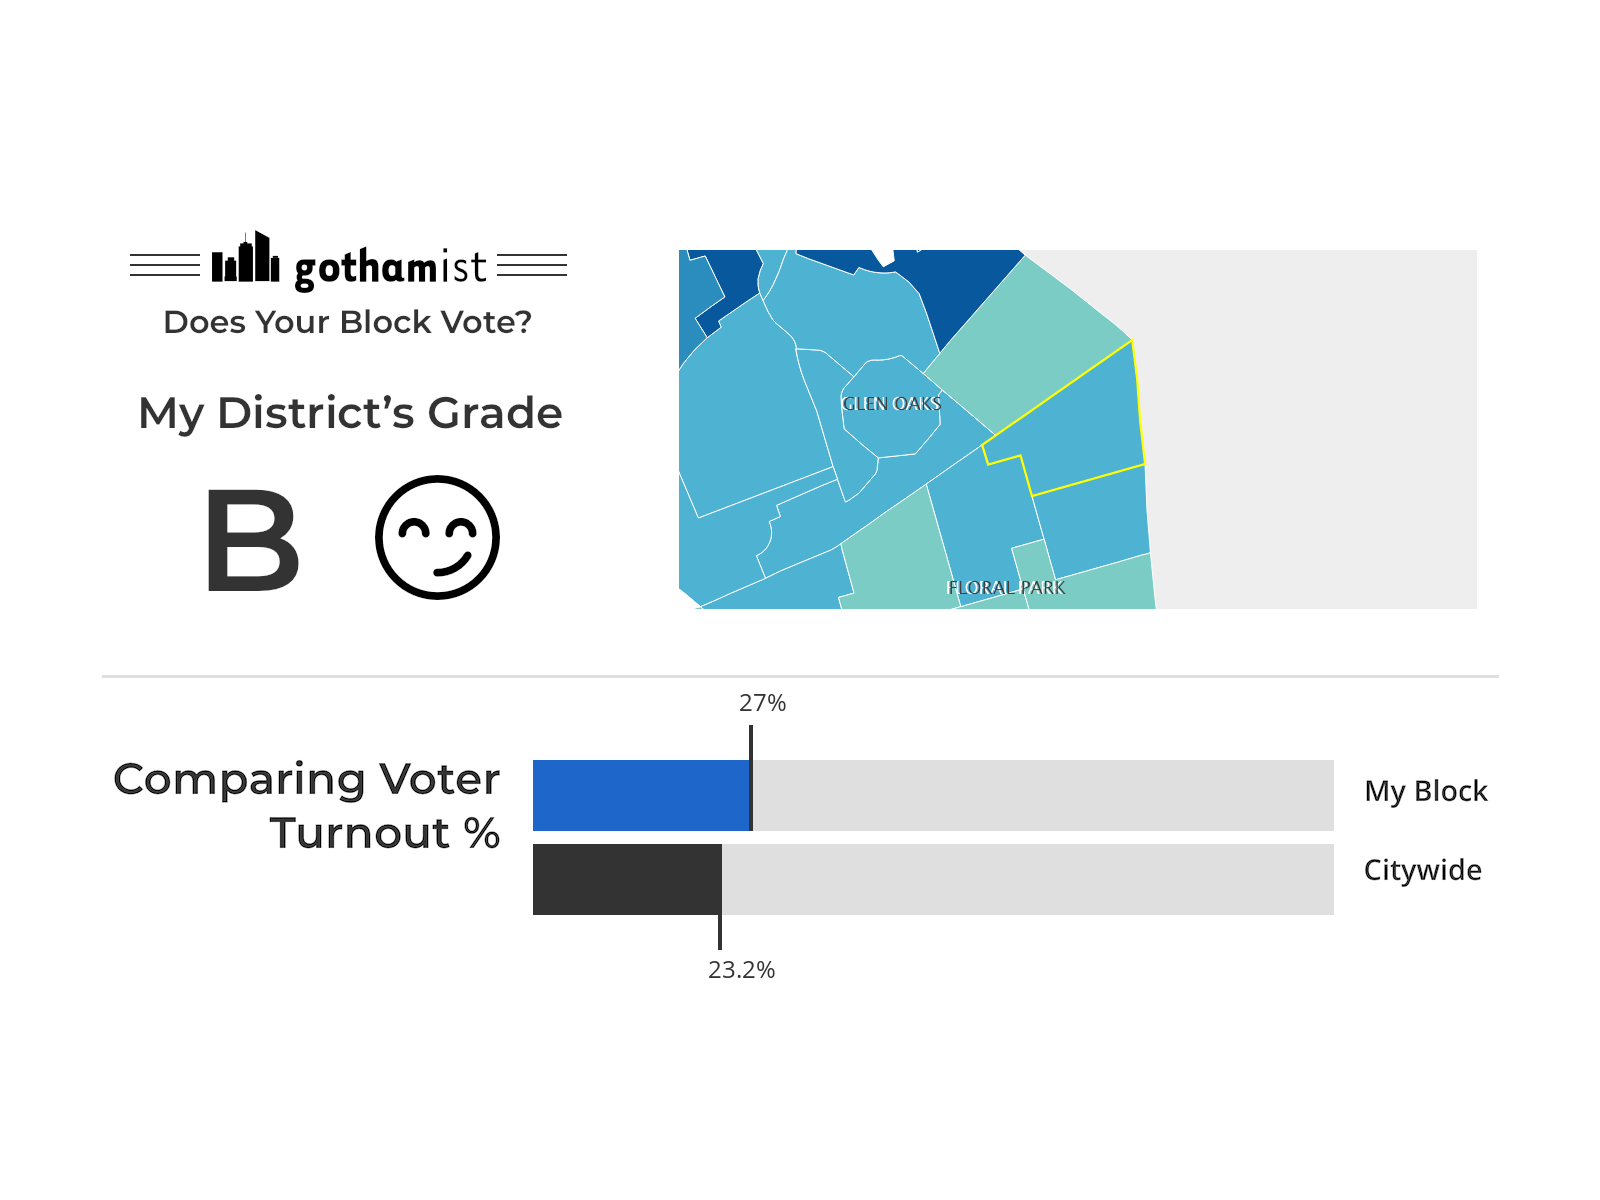 gothamist
Does Your Block Vote?
My District’s Grade
B
GLEN OAKS
FLORAL PARK
27%
Comparing Voter
Turnout %
My Block
Citywide
23.2%